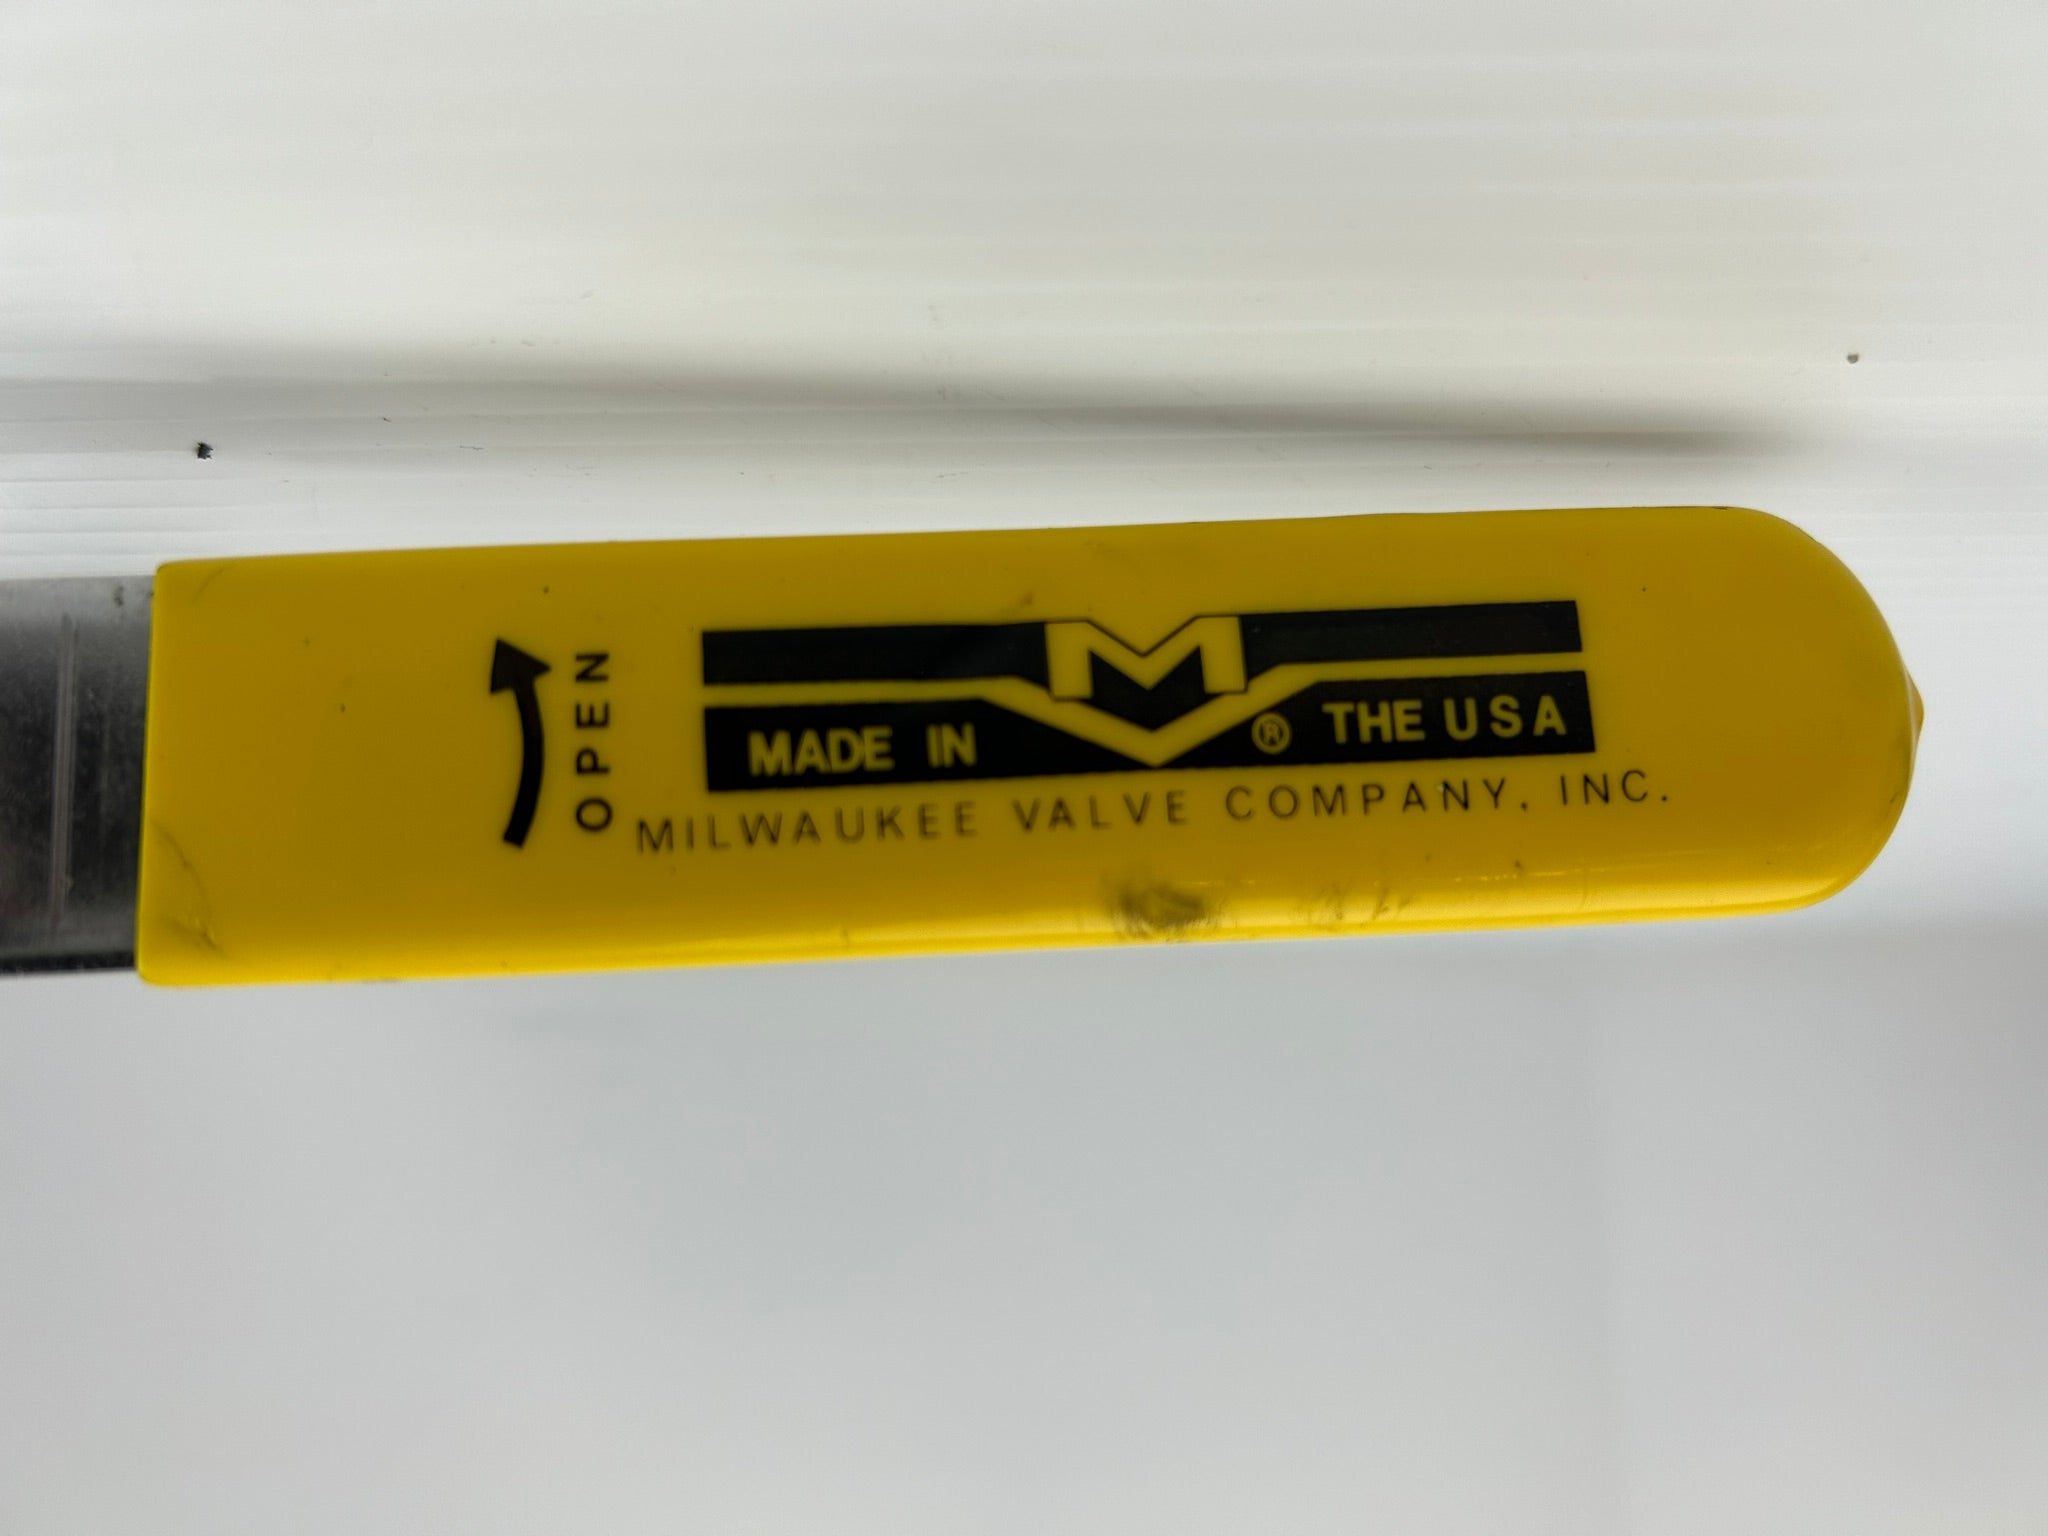 OPEN
M
MADE IN ® THE USA
MILWAUKEE VALVE COMPANY, INC.